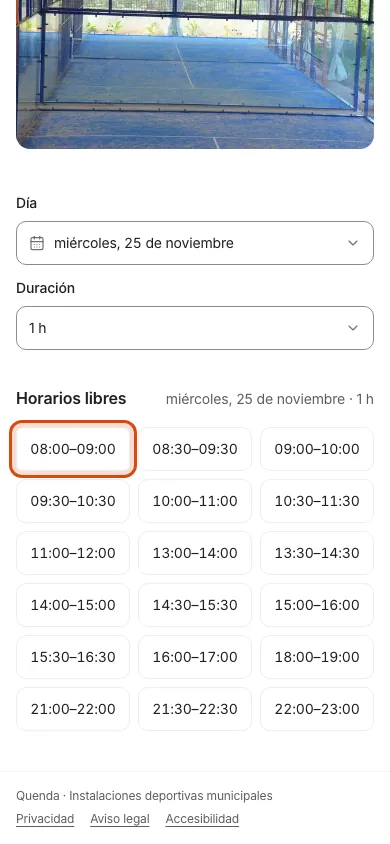 Día
miércoles, 25 de noviembre
Duración
1 h
Horarios libres miércoles, 25 de noviembre · 1 h
08:00–09:00 08:30–09:30 09:00–10:00
09:30–10:30 10:00–11:00 10:30–11:30
11:00–12:00 13:00–14:00 13:30–14:30
14:00–15:00 14:30–15:30 15:00–16:00
15:30–16:30 16:00–17:00 18:00–19:00
21:00–22:00 21:30–22:30 22:00–23:00
Quenda · Instalaciones deportivas municipales
Privacidad Aviso legal Accesibilidad